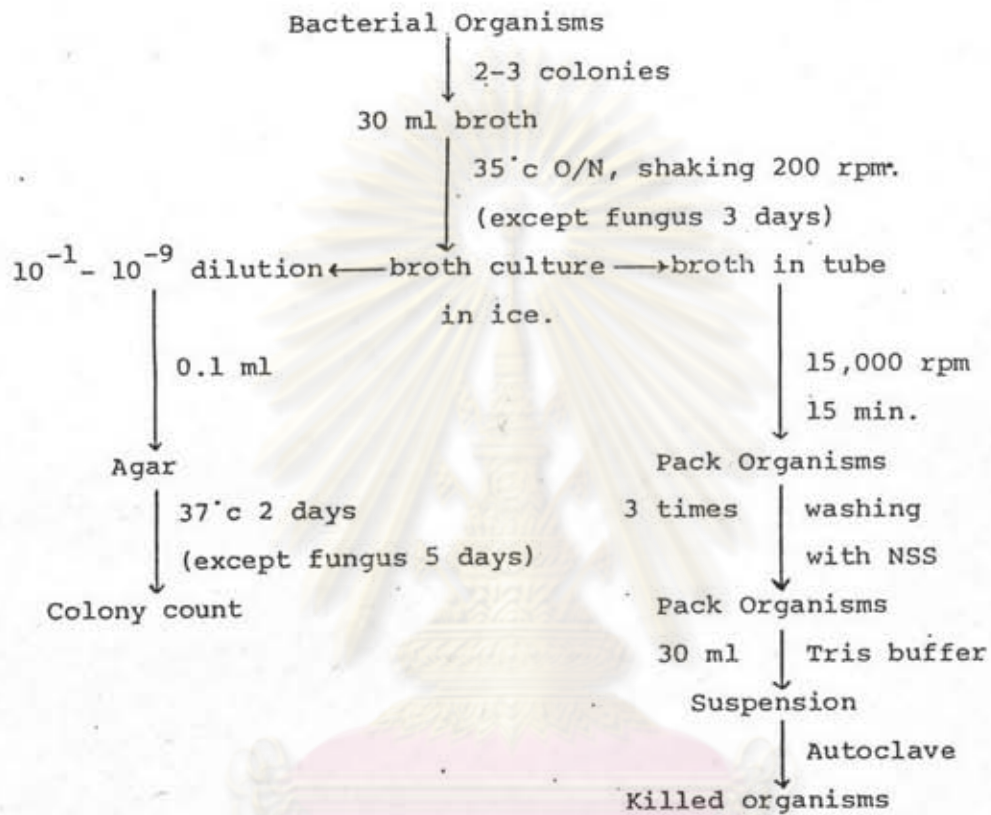 Bacterial Organisms
2-3 colonies
30 ml broth
35°c O/N, shaking 200 rpm.
(except fungus 3 days)
10⁻¹ - 10⁻⁹ dilution ← broth culture → broth in tube
in ice.
0.1 ml
15,000 rpm
15 min.
Agar
Pack Organisms
37°c 2 days
3 times washing
(except fungus 5 days)
with NSS
Colony count
Pack Organisms
30 ml Tris buffer
Suspension
Autoclave
Killed organisms